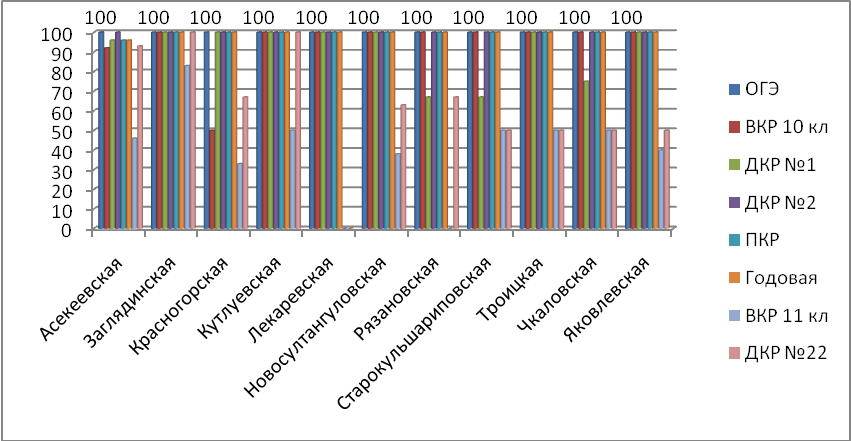 100 100 100 100 100 100 100 100 100 100 100
100
90
80
70
60
50
40
30
20
10
0
Асекеевская
Заглядинская
Красногорская
Кутлуевская
Лекаревская
Новосултангуловская
Рязановская
Старокульшариповская
Троицкая
Чкаловская
Яковлевская
ОГЭ
ВКР 10 кл
ДКР №1
ДКР №2
ПКР
Годовая
ВКР 11 кл
ДКР №22